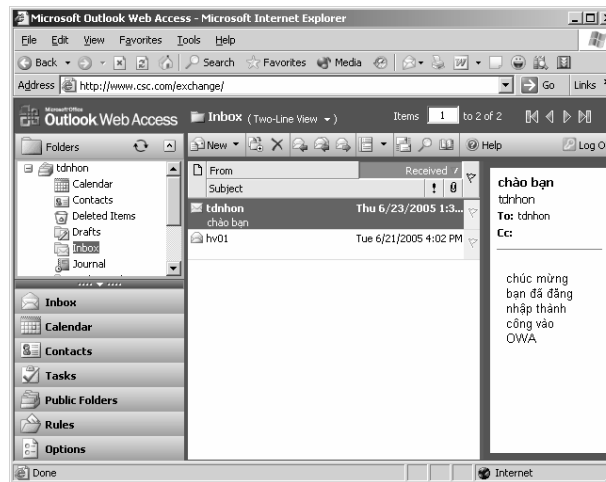 Microsoft Outlook Web Access - Microsoft Internet Explorer
File Edit View Favorites Tools Help
Back Search Favorites Media
Address http://www.csc.com/exchange/ Go Links
Microsoft Office
Outlook Web Access Inbox (Two-Line View) Items 1 to 2 of 2
Folders New Help Log O
tdnhon
Calendar
Contacts
Deleted Items
Drafts
Inbox
Journal
Inbox
Calendar
Contacts
Tasks
Public Folders
Rules
Options
From Received
Subject
tdnhon Thu 6/23/2005 1:3...
chào bạn
hv01 Tue 6/21/2005 4:02 PM
chào bạn
tdnhon
To: tdnhon
Cc:
chúc mừng
bạn đã đăng
nhập thành
công vào
OWA
Done Internet